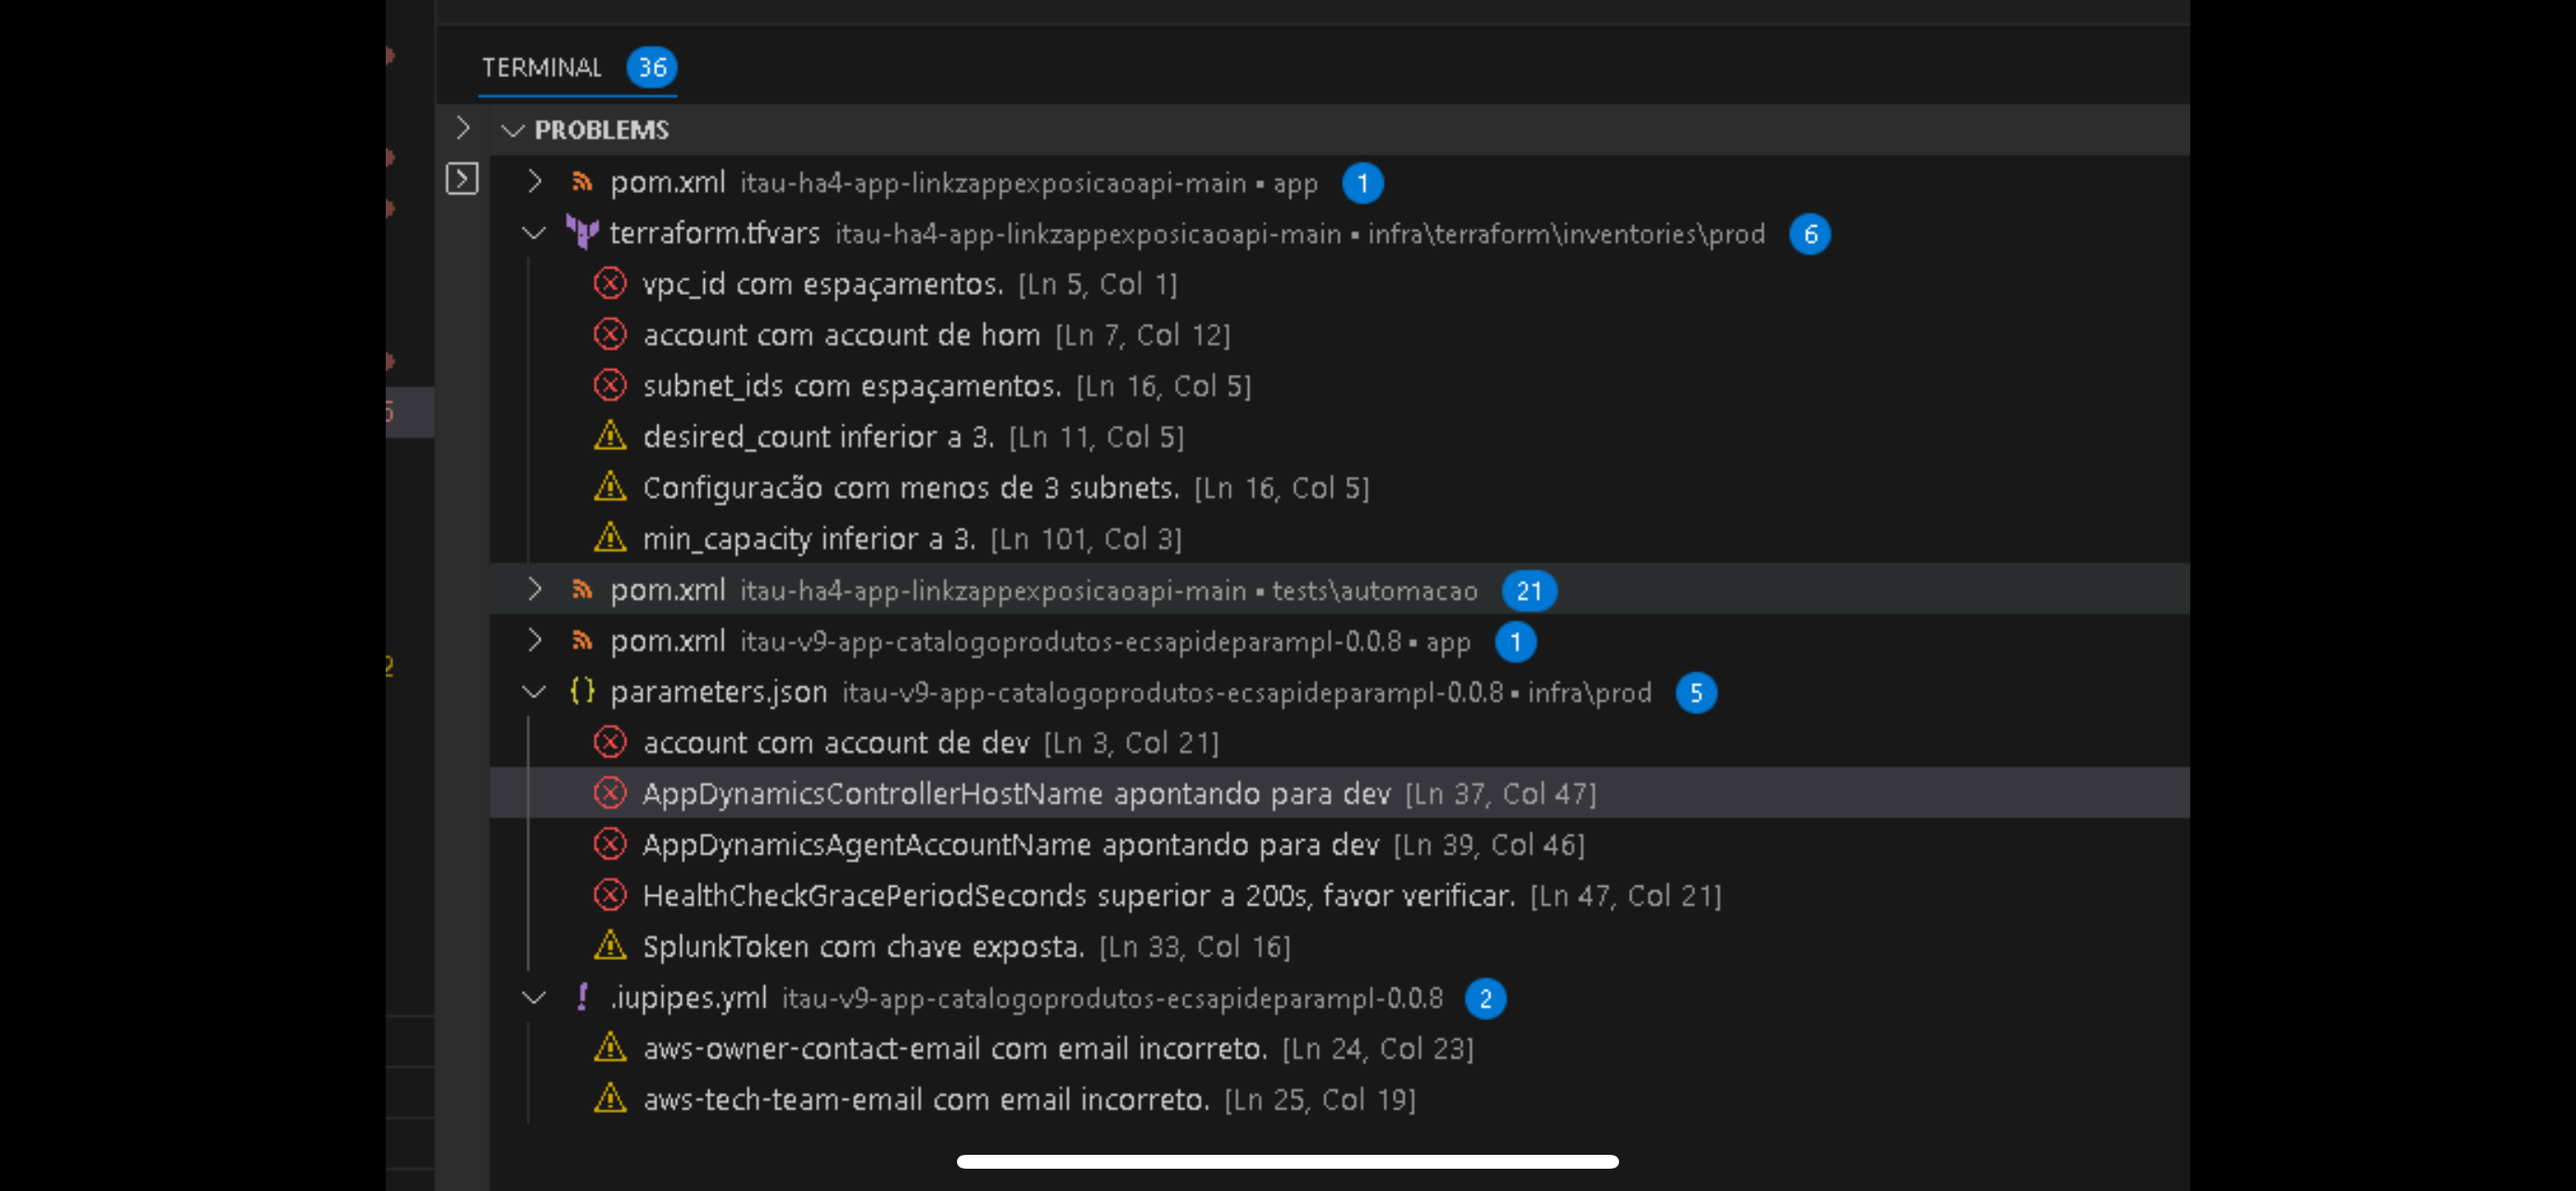 TERMINAL 36
PROBLEMS
pom.xml itau-ha4-app-linkzappexposicaoapi-main • app 1
terraform.tfvars itau-ha4-app-linkzappexposicaoapi-main • infra\terraform\inventories\prod 6
vpc_id com espaçamentos. [Ln 5, Col 1]
account com account de hom [Ln 7, Col 12]
subnet_ids com espaçamentos. [Ln 16, Col 5]
desired_count inferior a 3. [Ln 11, Col 5]
Configuracão com menos de 3 subnets. [Ln 16, Col 5]
min_capacity inferior a 3. [Ln 101, Col 3]
pom.xml itau-ha4-app-linkzappexposicaoapi-main • tests\automacao 21
pom.xml itau-v9-app-catalogoprodutos-ecsapideparampl-0.0.8 • app 1
parameters.json itau-v9-app-catalogoprodutos-ecsapideparampl-0.0.8 • infra\prod 5
account com account de dev [Ln 3, Col 21]
AppDynamicsControllerHostName apontando para dev [Ln 37, Col 47]
AppDynamicsAgentAccountName apontando para dev [Ln 39, Col 46]
HealthCheckGracePeriodSeconds superior a 200s, favor verificar. [Ln 47, Col 21]
SplunkToken com chave exposta. [Ln 33, Col 16]
.iupipes.yml itau-v9-app-catalogoprodutos-ecsapideparampl-0.0.8 2
aws-owner-contact-email com email incorreto. [Ln 24, Col 23]
aws-tech-team-email com email incorreto. [Ln 25, Col 19]